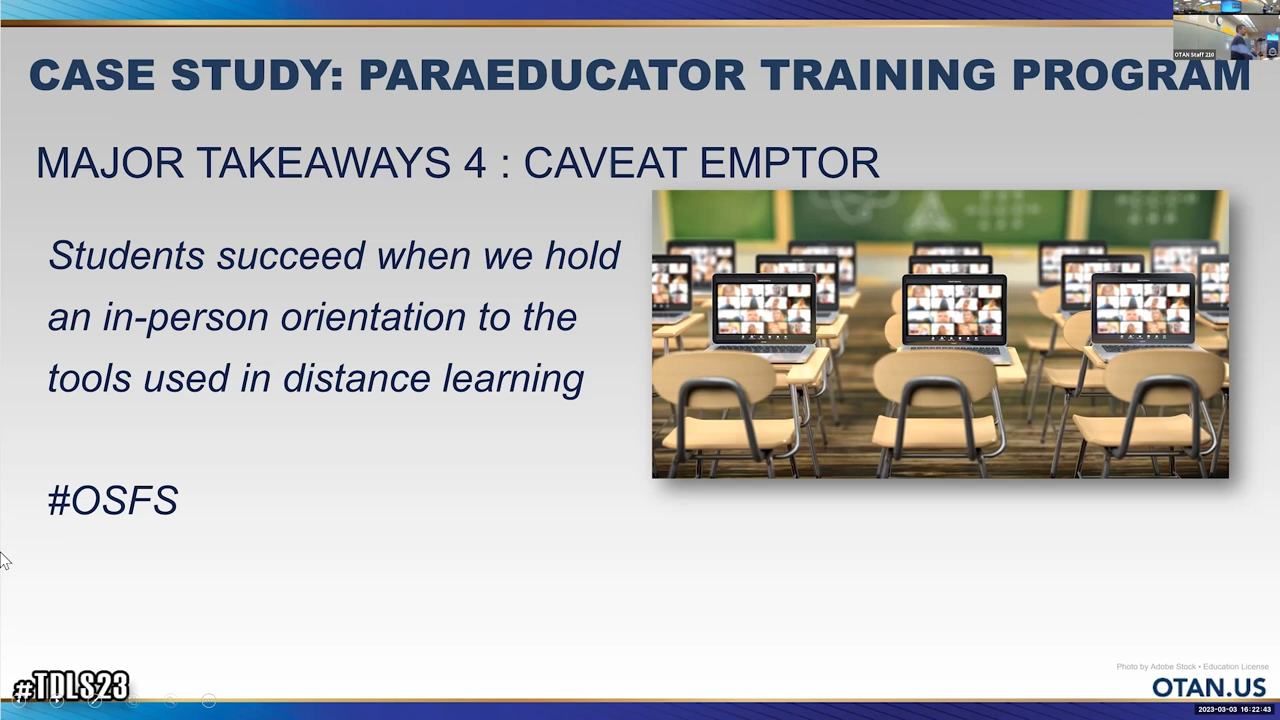 OTAN Staff 210
CASE STUDY: PARAEDUCATOR TRAINING PROGRAM
MAJOR TAKEAWAYS 4 : CAVEAT EMPTOR
Students succeed when we hold
an in-person orientation to the
tools used in distance learning
#OSFS
Photo by Adobe Stock • Education License
#TDLS23
OTAN.US
2023-03-03 16:22:43